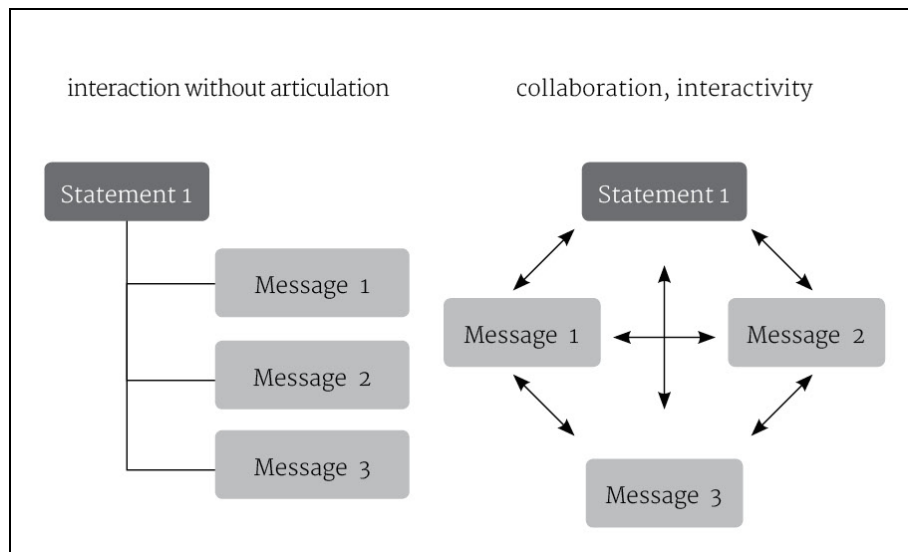 interaction without articulation
Statement 1
Message 1
Message 2
Message 3
collaboration, interactivity
Statement 1
Message 1
Message 2
Message 3